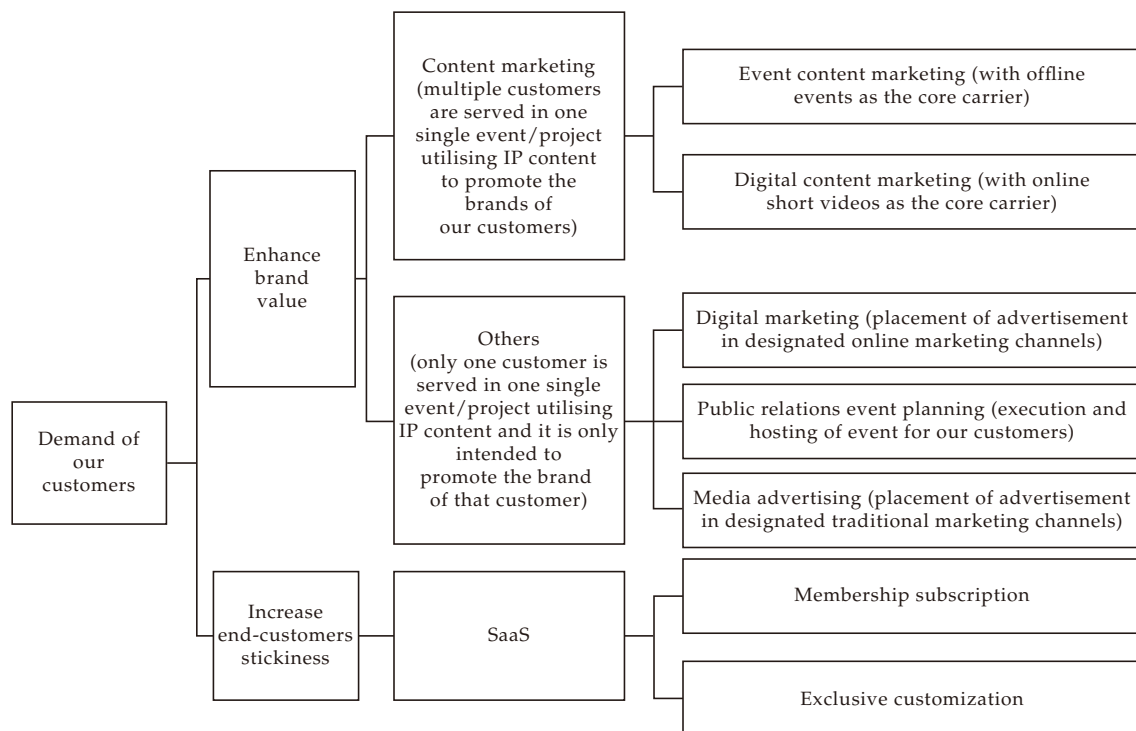 Content marketing
(multiple customers
are served in one
single event/project
utilising IP content
to promote the
brands of
our customers)
Event content marketing (with offline
events as the core carrier)
Digital content marketing (with online
short videos as the core carrier)
Enhance
brand
value
Others
(only one customer is
served in one single
event/project utilising
IP content and it is only
intended to
promote the brand
of that customer)
Digital marketing (placement of advertisement
in designated online marketing channels)
Public relations event planning (execution and
hosting of event for our customers)
Media advertising (placement of advertisement
in designated traditional marketing channels)
Demand of
our
customers
Increase
end-customers
stickiness
SaaS
Membership subscription
Exclusive customization